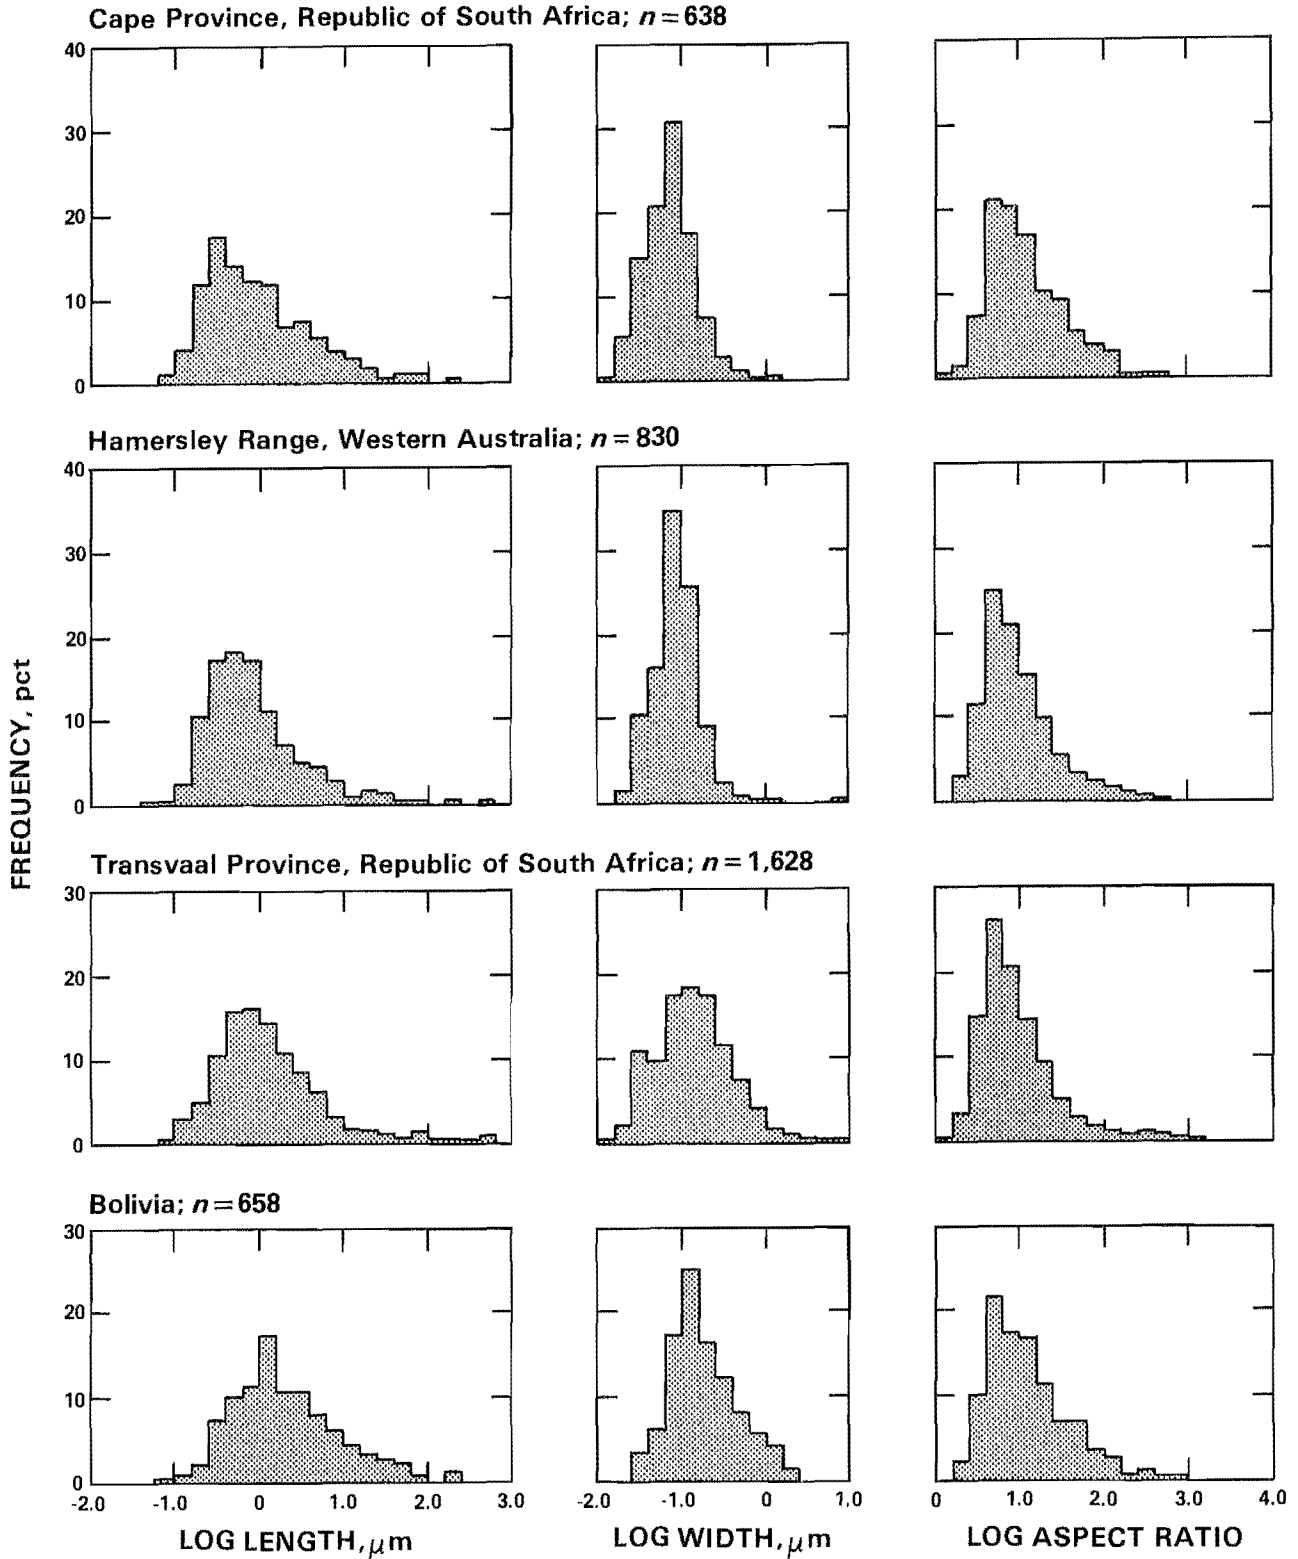 Cape Province, Republic of South Africa; n=638
40
30
20
10
0
Hamersley Range, Western Australia; n=830
40
30
20
10
0
FREQUENCY, pct
Transvaal Province, Republic of South Africa; n=1,628
30
20
10
0
Bolivia; n=658
30
20
10
0
-2.0 -1.0 0 1.0 2.0 3.0 -2.0 -1.0 0 1.0 0 1.0 2.0 3.0 4.0
LOG LENGTH, μm LOG WIDTH, μm LOG ASPECT RATIO